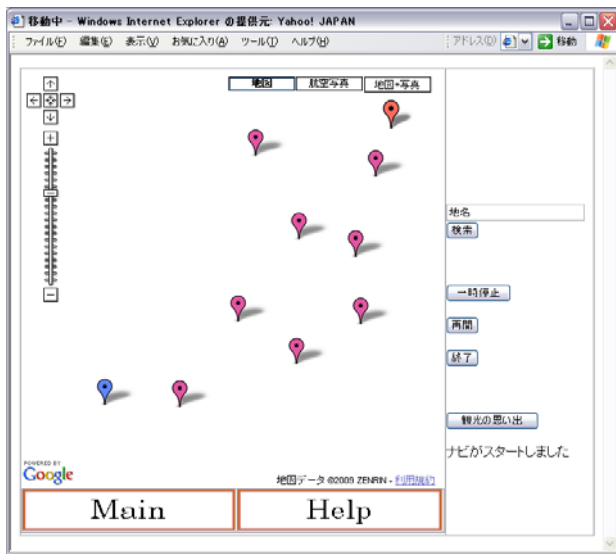 移動中 - Windows Internet Explorer の提供元: Yahoo! JAPAN
ファイル(F) 編集(E) 表示(V) お気に入り(A) ツール(T) ヘルプ(H) アドレス(D) 移動
地図 航空写真 地図+写真
地名
検索
一時停止
再開
終了
観光の思い出
ナビがスタートしました
POWERED BY
Google
地図データ ©2009 ZENRIN - 利用規約
Main Help